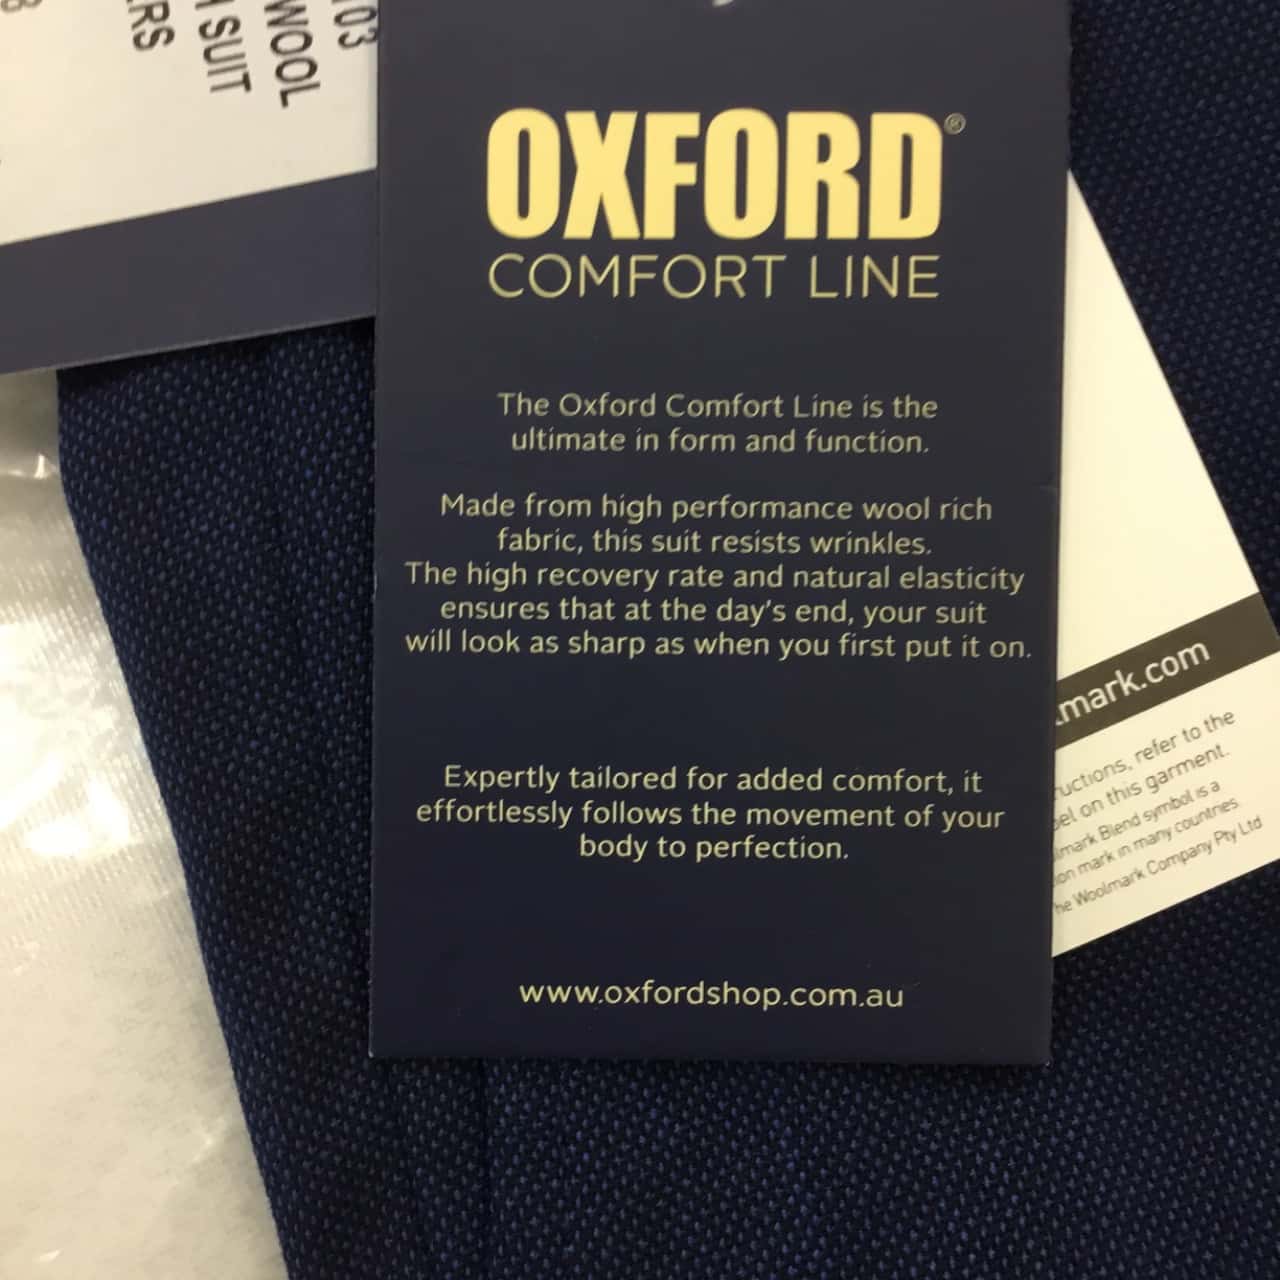 103
WOOL
SUIT
RS
OXFORD®
COMFORT LINE
The Oxford Comfort Line is the
ultimate in form and function.
Made from high performance wool rich
fabric, this suit resists wrinkles.
The high recovery rate and natural elasticity
ensures that at the day's end, your suit
will look as sharp as when you first put it on.
Expertly tailored for added comfort, it
effortlessly follows the movement of your
body to perfection.
www.oxfordshop.com.au
mark.com
uctions, refer to the
el on this garment.
mark Blend symbol is a
on mark in many countries.
he Woolmark Company Pty Ltd